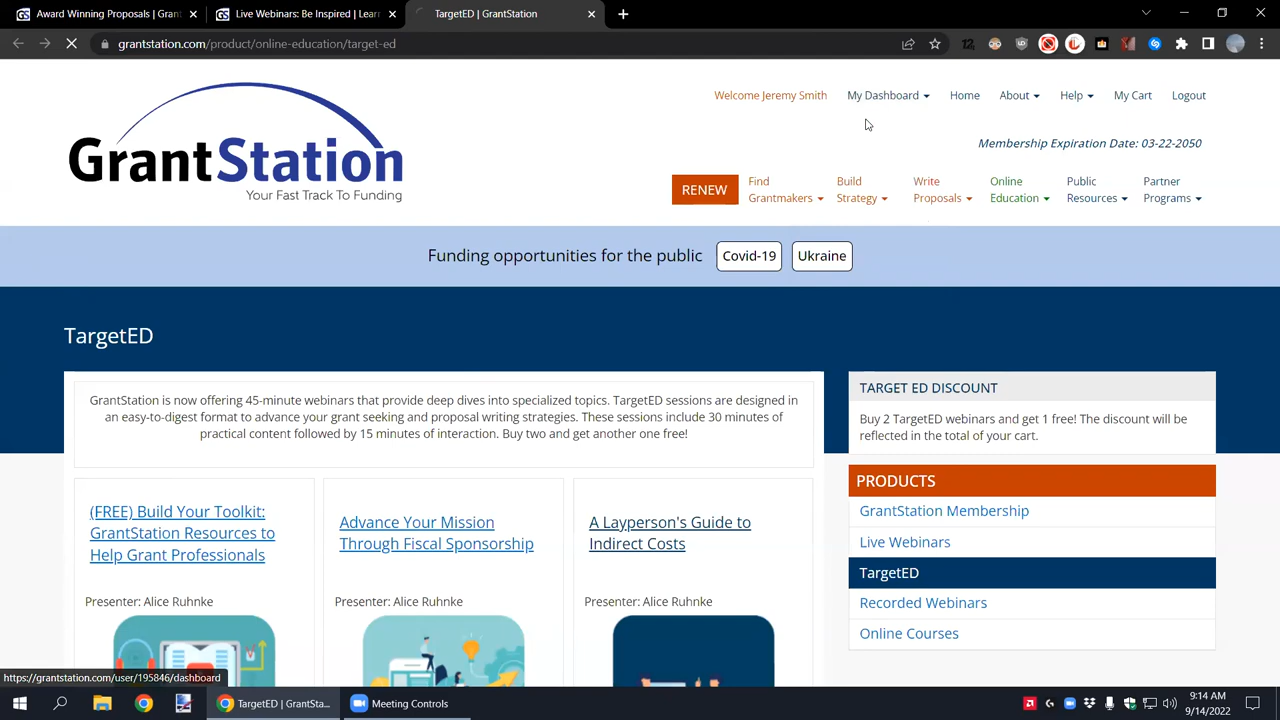 Award Winning Proposals | Grants
Live Webinars: Be Inspired | Learn
TargetED | GrantStation
grantstation.com/product/online-education/target-ed
Welcome Jeremy Smith
My Dashboard
Home
About
Help
My Cart
Logout
GrantStation
Your Fast Track To Funding
Membership Expiration Date: 03-22-2050
RENEW
Find Grantmakers
Build Strategy
Write Proposals
Online Education
Public Resources
Partner Programs
Funding opportunities for the public
Covid-19
Ukraine
TargetED
GrantStation is now offering 45-minute webinars that provide deep dives into specialized topics. TargetED sessions are designed in
an easy-to-digest format to advance your grant seeking and proposal writing strategies. These sessions include 30 minutes of
practical content followed by 15 minutes of interaction. Buy two and get another one free!
TARGET ED DISCOUNT
Buy 2 TargetED webinars and get 1 free! The discount will be
reflected in the total of your cart.
PRODUCTS
GrantStation Membership
Live Webinars
TargetED
Recorded Webinars
Online Courses
(FREE) Build Your Toolkit:
GrantStation Resources to
Help Grant Professionals
Presenter: Alice Ruhnke
Advance Your Mission
Through Fiscal Sponsorship
Presenter: Alice Ruhnke
A Layperson's Guide to
Indirect Costs
Presenter: Alice Ruhnke
https://grantstation.com/user/195846/dashboard
TargetED | GrantSta...
Meeting Controls
9:14 AM
9/14/2022